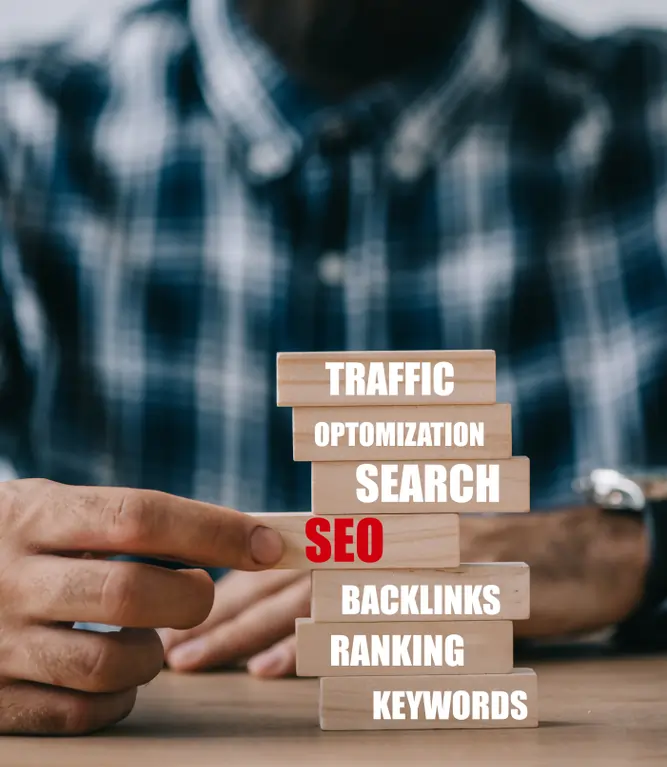 TRAFFIC
OPTOMIZATION
SEARCH
SEO
BACKLINKS
RANKING
KEYWORDS